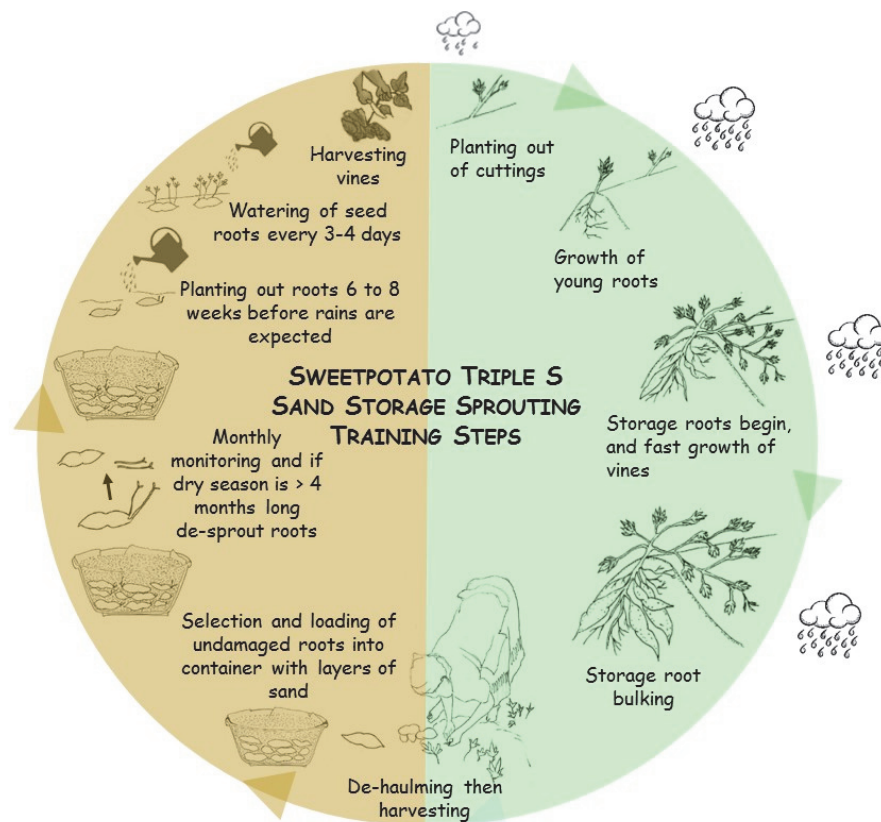 SWEETPOTATO TRIPLE S
SAND STORAGE SPROUTING
TRAINING STEPS
Planting out
of cuttings
Growth of
young roots
Storage roots begin,
and fast growth of
vines
Storage root
bulking
De-haulming then
harvesting
Selection and loading of
undamaged roots into
container with layers of
sand
Monthly
monitoring and if
dry season is > 4
months long
de-sprout roots
Planting out roots 6 to 8
weeks before rains are
expected
Watering of seed
roots every 3-4 days
Harvesting
vines